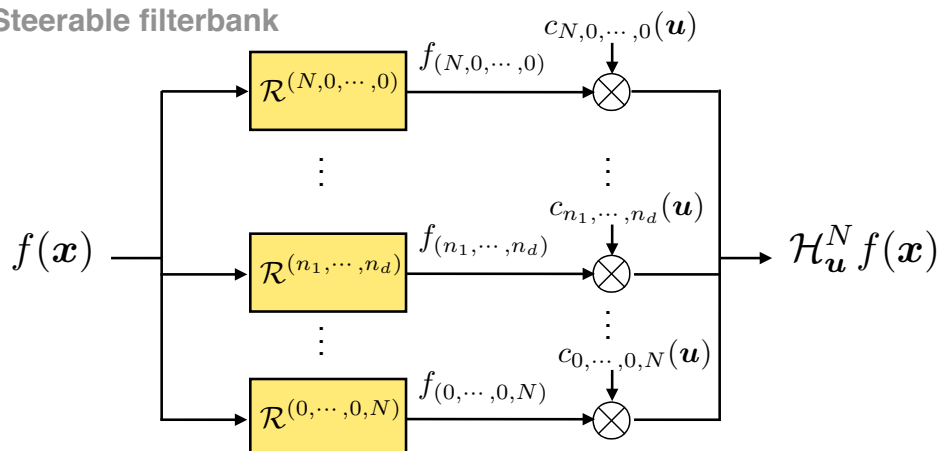 Steerable filterbank
c_{N,0,⋯,0}(u)
f_{(N,0,⋯,0)}
R^{(N,0,⋯,0)}
⋮ ⋮
c_{n_1,⋯,n_d}(u)
f_{(n_1,⋯,n_d)}
f(x) R^{(n_1,⋯,n_d)} H_u^N f(x)
⋮ ⋮
c_{0,⋯,0,N}(u)
f_{(0,⋯,0,N)}
R^{(0,⋯,0,N)}